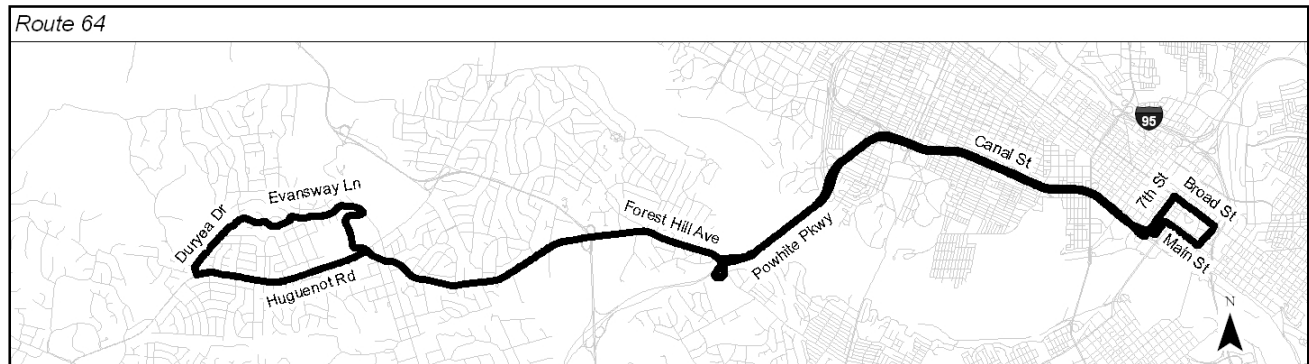 Route 64
95
Canal St
7th St
Broad St
Evansway Ln
Duryea Dr
Forest Hill Ave
Powhite Pkwy
Main St
Huguenot Rd
N